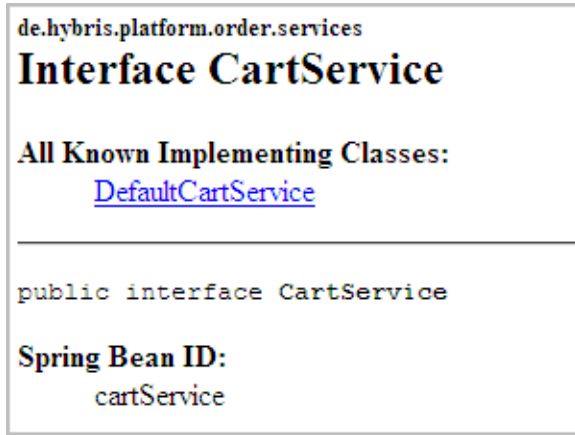 de.hybris.platform.order.services
Interface CartService
All Known Implementing Classes:
DefaultCartService
public interface CartService
Spring Bean ID:
cartService